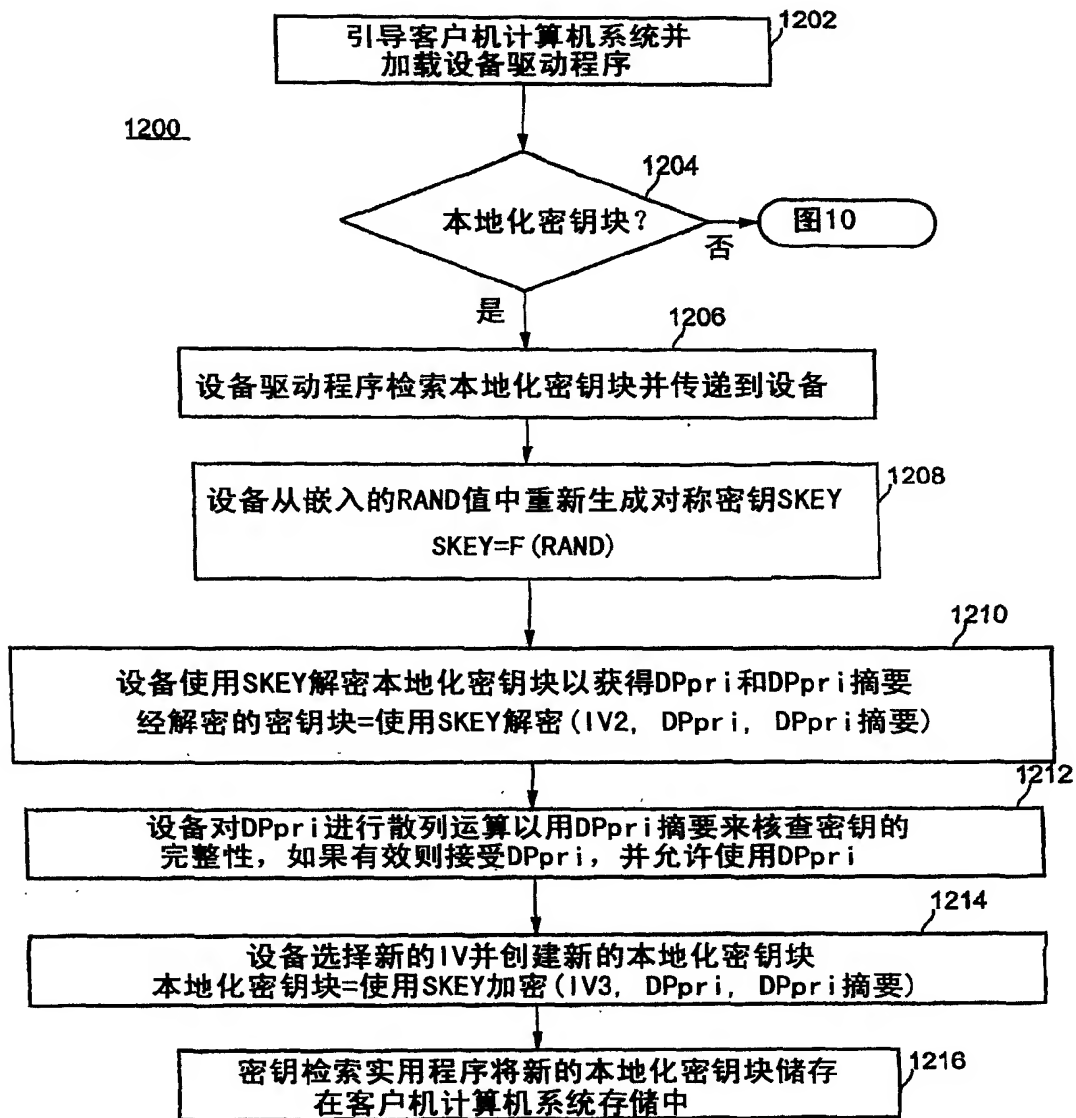 引导客户机计算机系统并
加载设备驱动程序
1202
1200
1204
本地化密钥块?
否
图10
是
1206
设备驱动程序检索本地化密钥块并传递到设备
1208
设备从嵌入的RAND值中重新生成对称密钥SKEY
SKEY=F(RAND)
1210
设备使用SKEY解密本地化密钥块以获得DPpri和DPpri摘要
经解密的密钥块=使用SKEY解密(IV2, DPpri, DPpri摘要)
1212
设备对DPpri进行散列运算以用DPpri摘要来核查密钥的
完整性，如果有效则接受DPpri，并允许使用DPpri
1214
设备选择新的IV并创建新的本地化密钥块
本地化密钥块=使用SKEY加密(IV3, DPpri, DPpri摘要)
1216
密钥检索实用程序将新的本地化密钥块储存
在客户机计算机系统存储中